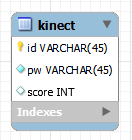 kinect
id VARCHAR(45)
pw VARCHAR(45)
score INT
Indexes